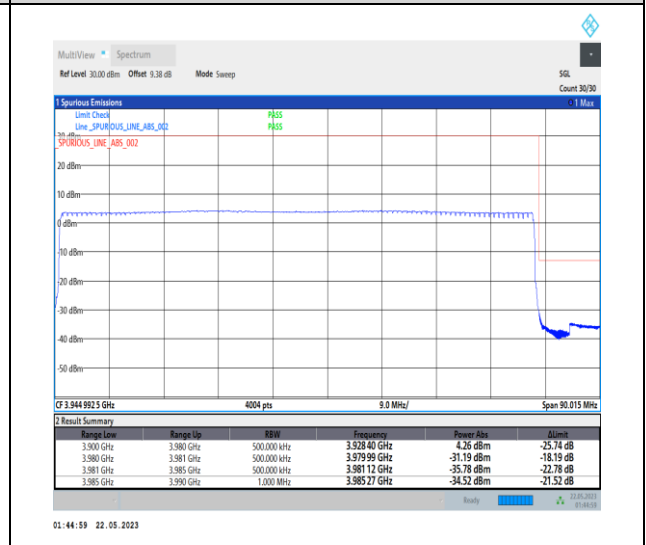 MultiView Spectrum
Ref Level 30.00 dBm Offset 9.38 dB Mode Sweep SGL
Count 30/30
1 Spurious Emissions 1 Max
Limit Check PASS
Line _SPURIOUS_LINE_ABS_002 PASS
30 dBm
_SPURIOUS_LINE_ABS_002
20 dBm
10 dBm
0 dBm
-10 dBm
-20 dBm
-30 dBm
-40 dBm
-50 dBm
CF 3.944 992 5 GHz 4004 pts 9.0 MHz/ Span 90.015 MHz
2 Result Summary
Range Low Range Up RBW Frequency Power Abs ΔLimit
3.900 GHz 3.980 GHz 500.000 kHz 3.928 40 GHz 4.26 dBm -25.74 dB
3.980 GHz 3.981 GHz 500.000 kHz 3.979 99 GHz -31.19 dBm -18.19 dB
3.981 GHz 3.985 GHz 500.000 kHz 3.981 12 GHz -35.78 dBm -22.78 dB
3.985 GHz 3.990 GHz 1.000 MHz 3.985 27 GHz -34.52 dBm -21.52 dB
Ready 22.05.2023
01:44:59
01:44:59 22.05.2023